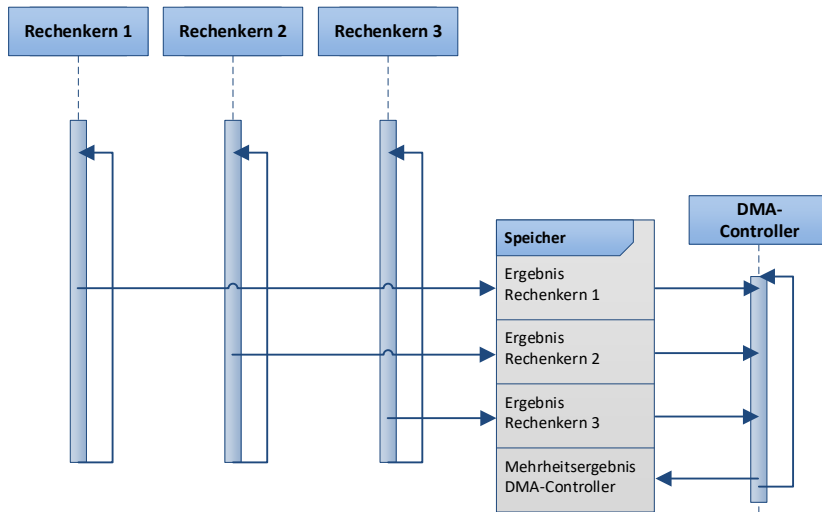 Rechenkern 1
Rechenkern 2
Rechenkern 3
DMA-
Controller
Speicher
Ergebnis
Rechenkern 1
Ergebnis
Rechenkern 2
Ergebnis
Rechenkern 3
Mehrheitsergebnis
DMA-Controller